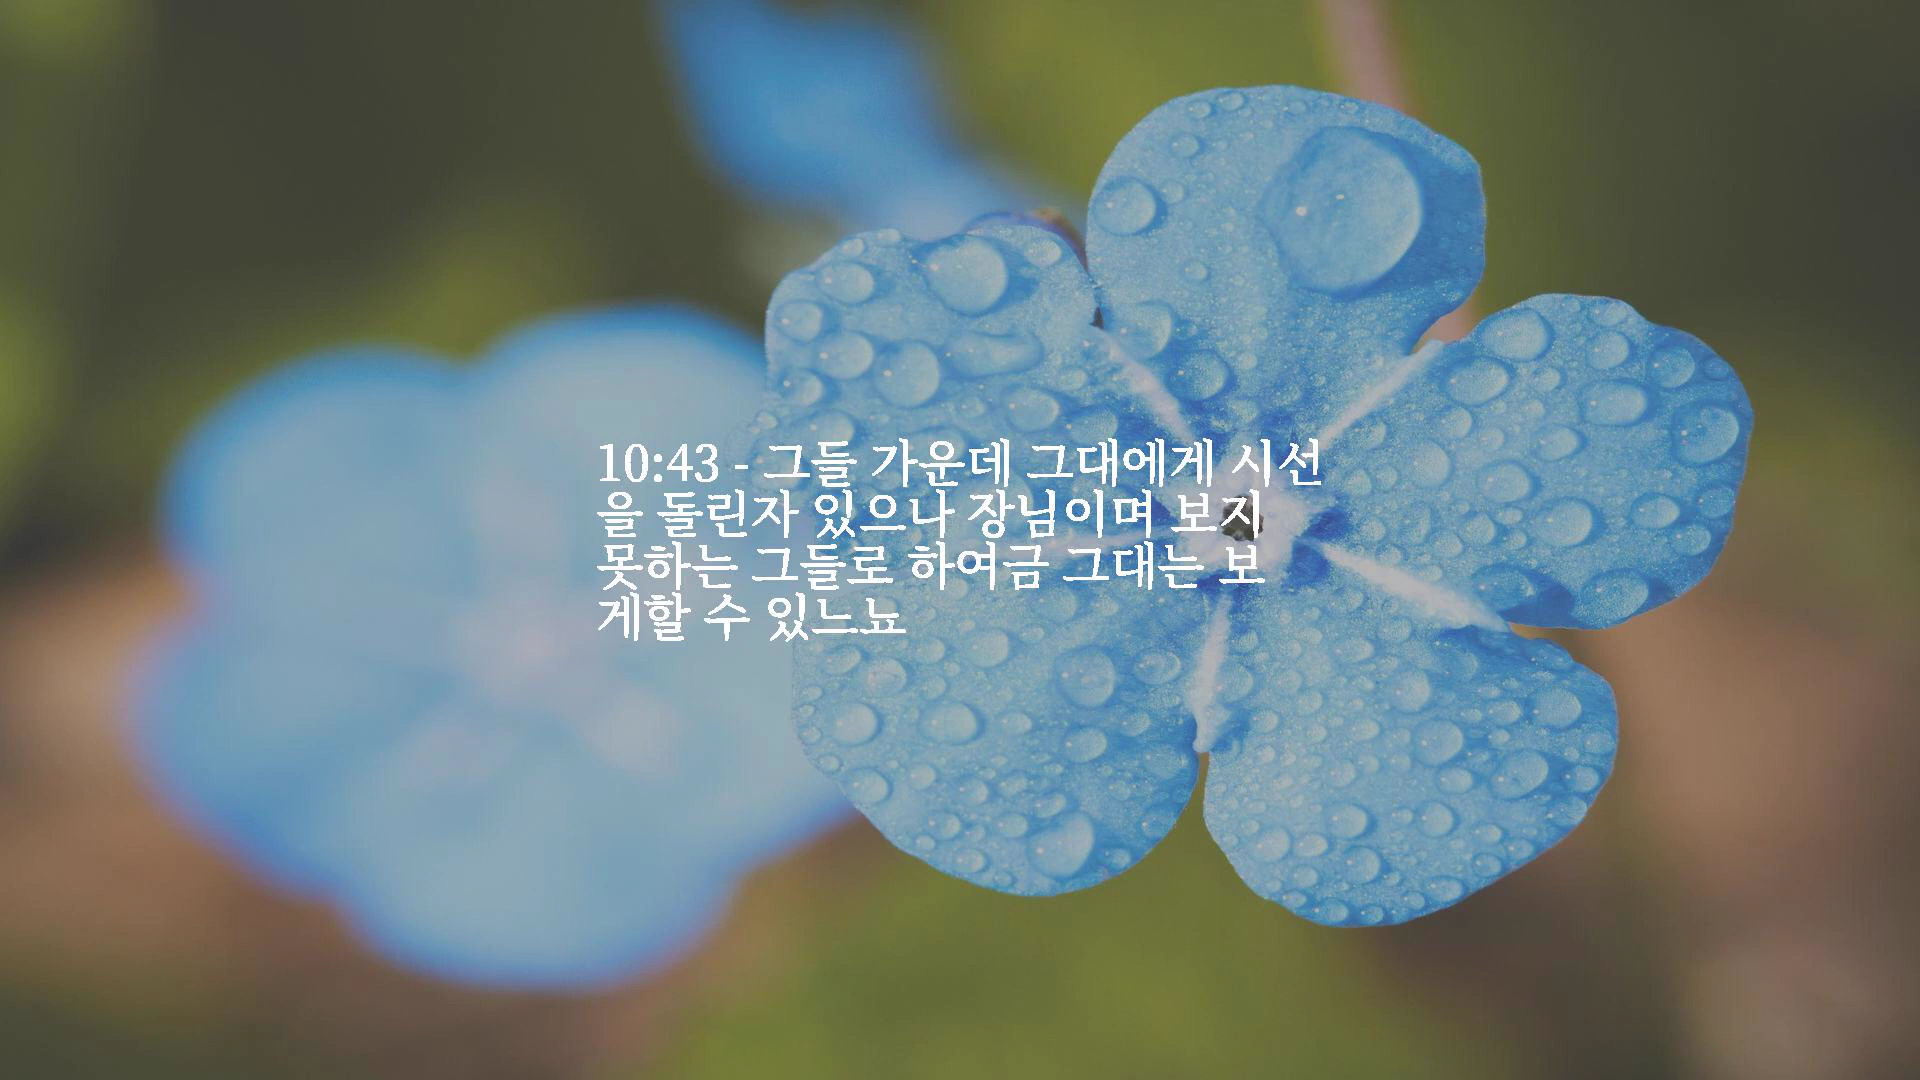 10:43 - 그들 가운데 그대에게 시선
을 돌린자 있으나 장님이며 보지
못하는 그들로 하여금 그대는 보
게할 수 있느뇨